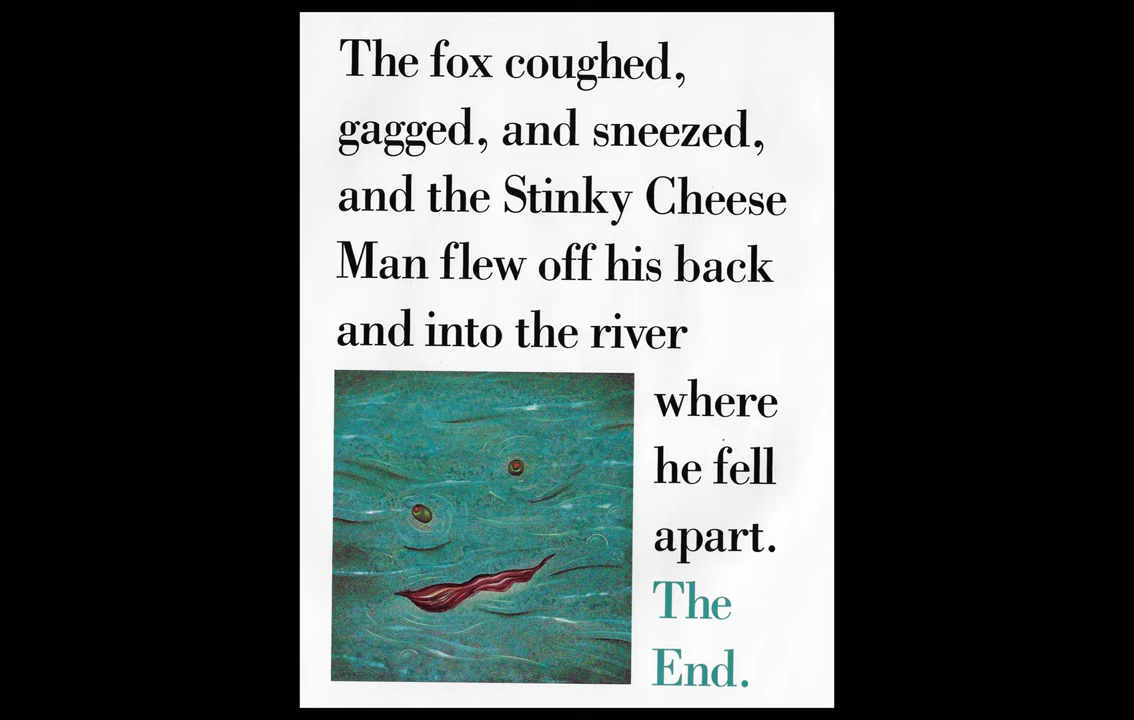 The fox coughed,
gagged, and sneezed,
and the Stinky Cheese
Man flew off his back
and into the river
where
he fell
apart.
The
End.